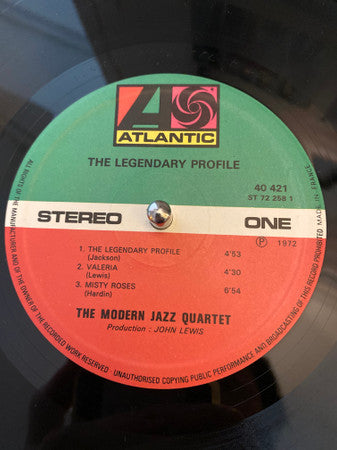 ATLANTIC
THE LEGENDARY PROFILE
40 421
ST 72 258 1
STEREO
ONE
Ⓟ 1972
1. THE LEGENDARY PROFILE 4'53
(Jackson)
2. VALERIA 4'30
(Lewis)
3. MISTY ROSES 6'54
(Hardin)
THE MODERN JAZZ QUARTET
Production : JOHN LEWIS
ALL RIGHTS OF THE MANUFACTURER AND OF THE OWNER OF THE RECORDED WORK RESERVED - UNAUTHORISED COPYING PUBLIC PERFORMANCE AND BROADCASTING OF THIS RECORD PROHIBITED
MADE IN FRANCE